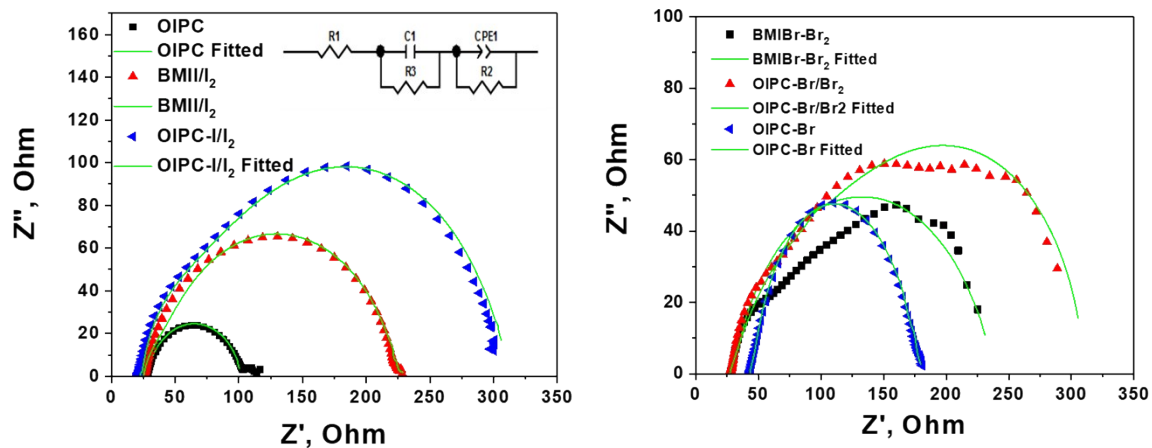 160
140
120
100
80
60
40
20
0
0 50 100 150 200 250 300 350
Z', Ohm
Z'', Ohm
OIPC
OIPC Fitted
BMII/I₂
BMII/I₂
OIPC-I/I₂
OIPC-I/I₂ Fitted
R1 C1 CPE1
R3 R2
100
80
60
40
20
0
0 50 100 150 200 250 300 350
Z', Ohm
Z'', Ohm
BMIBr-Br₂
BMIBr-Br₂ Fitted
OIPC-Br/Br₂
OIPC-Br/Br2 Fitted
OIPC-Br
OIPC-Br Fitted